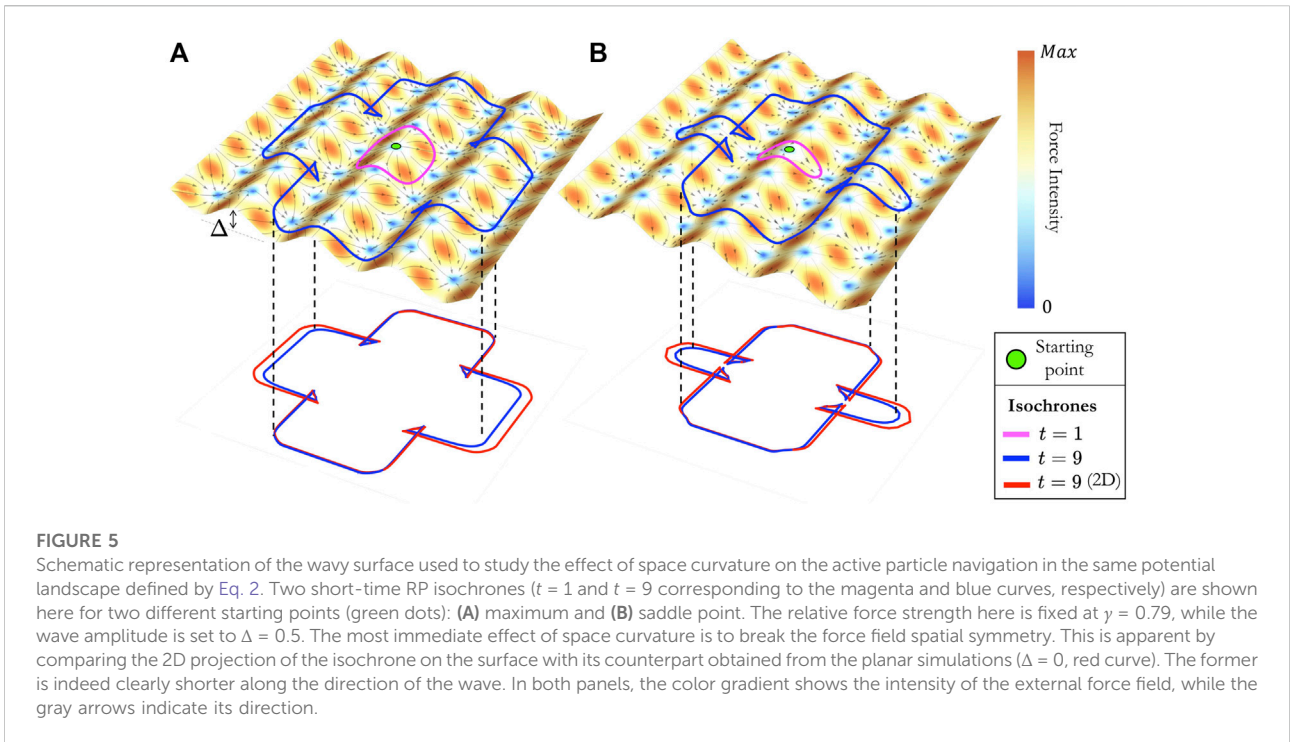 A
B
Max
Force Intensity
0
Δ
Starting
point
Isochrones
t = 1
t = 9
t = 9 (2D)
FIGURE 5
Schematic representation of the wavy surface used to study the effect of space curvature on the active particle navigation in the same potential
landscape defined by Eq. 2. Two short-time RP isochrones (t = 1 and t = 9 corresponding to the magenta and blue curves, respectively) are shown
here for two different starting points (green dots): (A) maximum and (B) saddle point. The relative force strength here is fixed at γ = 0.79, while the
wave amplitude is set to Δ = 0.5. The most immediate effect of space curvature is to break the force field spatial symmetry. This is apparent by
comparing the 2D projection of the isochrone on the surface with its counterpart obtained from the planar simulations (Δ = 0, red curve). The former
is indeed clearly shorter along the direction of the wave. In both panels, the color gradient shows the intensity of the external force field, while the
gray arrows indicate its direction.